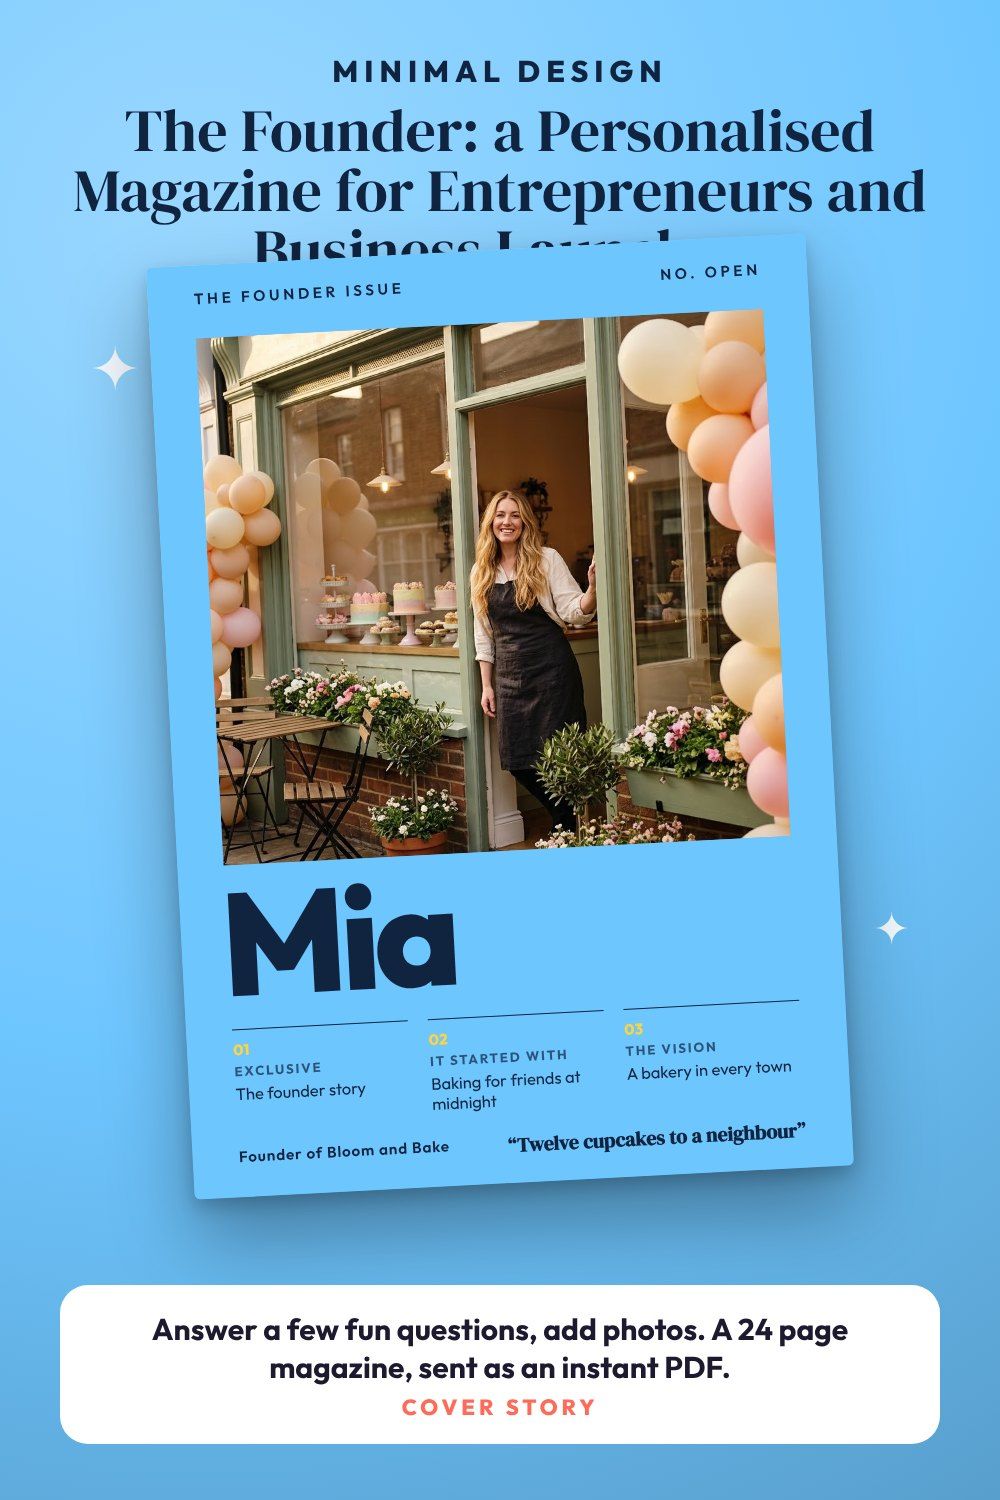 MINIMAL DESIGN
The Founder: a Personalised
Magazine for Entrepreneurs and
Business
THE FOUNDER ISSUE
NO. OPEN
Mia
01
EXCLUSIVE
The founder story
02
IT STARTED WITH
Baking for friends at
midnight
03
THE VISION
A bakery in every town
Founder of Bloom and Bake
“Twelve cupcakes to a neighbour”
Answer a few fun questions, add photos. A 24 page
magazine, sent as an instant PDF.
COVER STORY